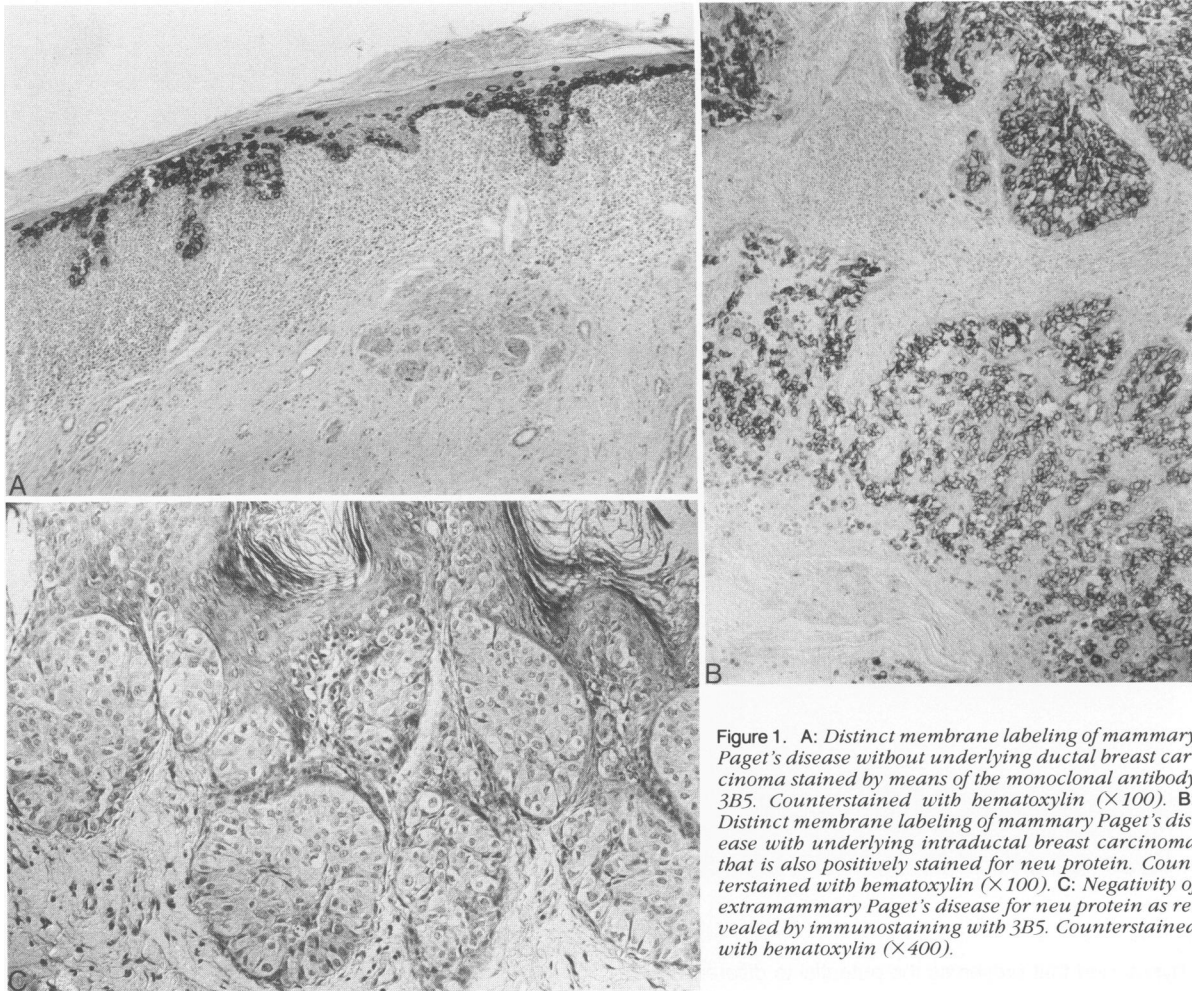 A
B
C
Figure 1. A: Distinct membrane labeling of mammary
Paget's disease without underlying ductal breast car-
cinoma stained by means of the monoclonal antibody
3B5. Counterstained with hematoxylin (×100). B:
Distinct membrane labeling of mammary Paget's dis-
ease with underlying intraductal breast carcinoma
that is also positively stained for neu protein. Coun-
terstained with hematoxylin (×100). C: Negativity of
extramammary Paget's disease for neu protein as re-
vealed by immunostaining with 3B5. Counterstained
with hematoxylin (×400).